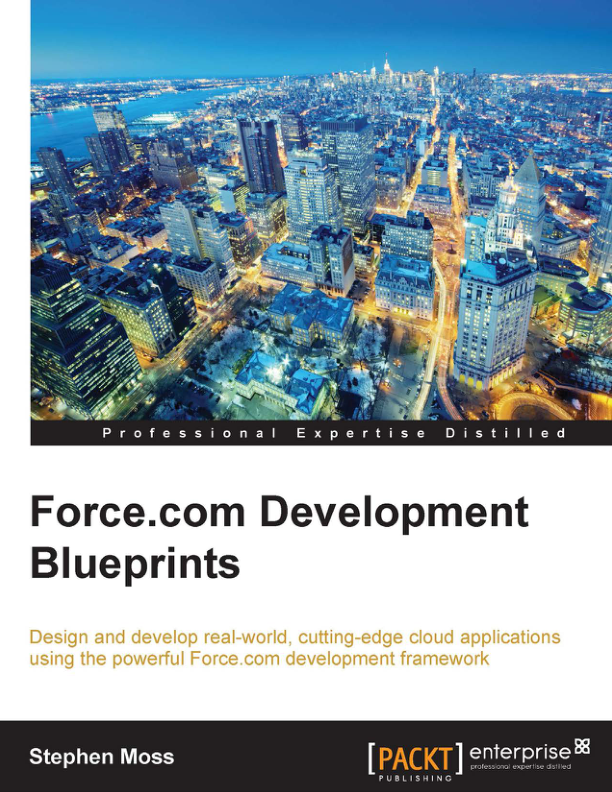 Professional Expertise Distilled
Force.com Development
Blueprints
Design and develop real-world, cutting-edge cloud applications
using the powerful Force.com development framework
Stephen Moss
[PACKT] enterprise
PUBLISHING
professional expertise distilled